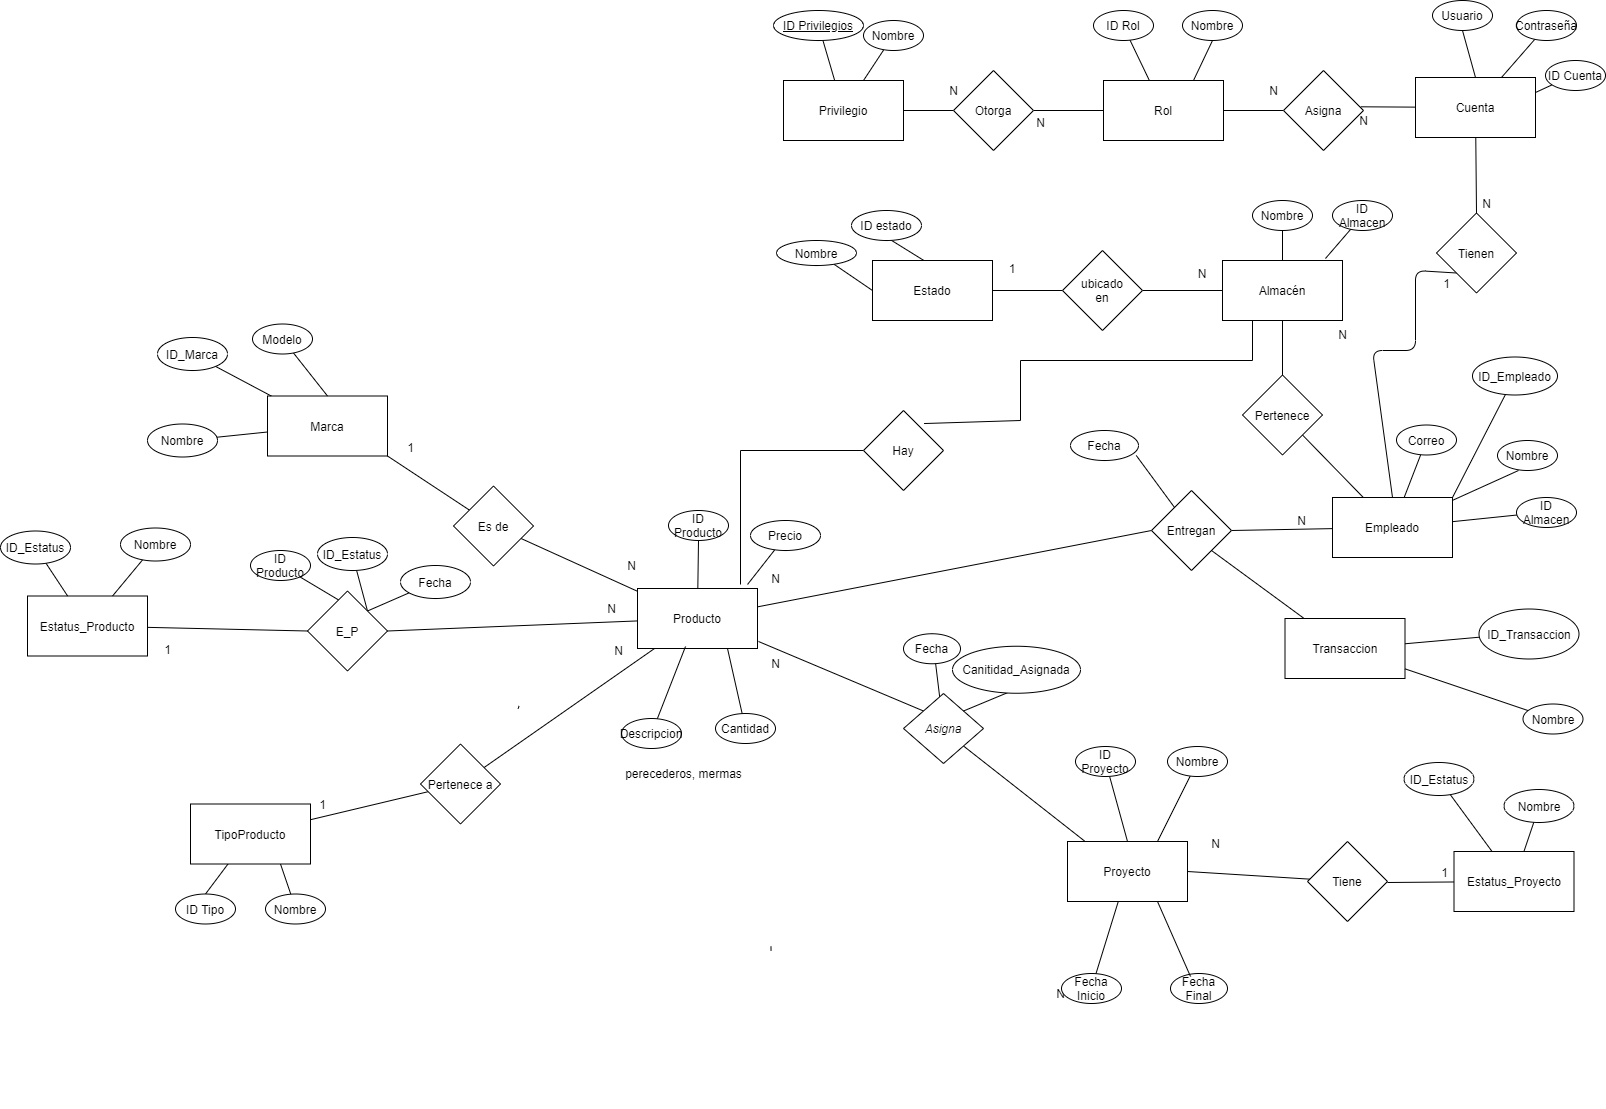 Usuario
ID Privilegios
ID Rol
Nombre
Contraseña
Nombre
ID Cuenta
N
N
Privilegio
Otorga
Rol
Asigna
Cuenta
N
N
N
ID
Almacen
Nombre
ID estado
Nombre
Tienen
1
N
1
Estado
ubicado
en
Almacén
N
Modelo
ID_Marca
ID_Empleado
Marca
Pertenece
Nombre
Correo
1
Fecha
Hay
Nombre
ID
Almacen
ID
Producto
N
Es de
Entregan
Empleado
Precio
Nombre
ID_Estatus
ID_Estatus
ID
Producto
N
N
Fecha
N
Producto
Estatus_Producto
E_P
ID_Transaccion
1
N
Fecha
Transaccion
N
Canitidad_Asignada
,
Nombre
Descripcion
Cantidad
Asigna
ID
Proyecto
Nombre
perecederos, mermas
ID_Estatus
Pertenece a
1
Nombre
TipoProducto
N
Proyecto
1
Tiene
Estatus_Proyecto
ID Tipo
Nombre
'
Fecha
Inicio
Fecha
Final
N